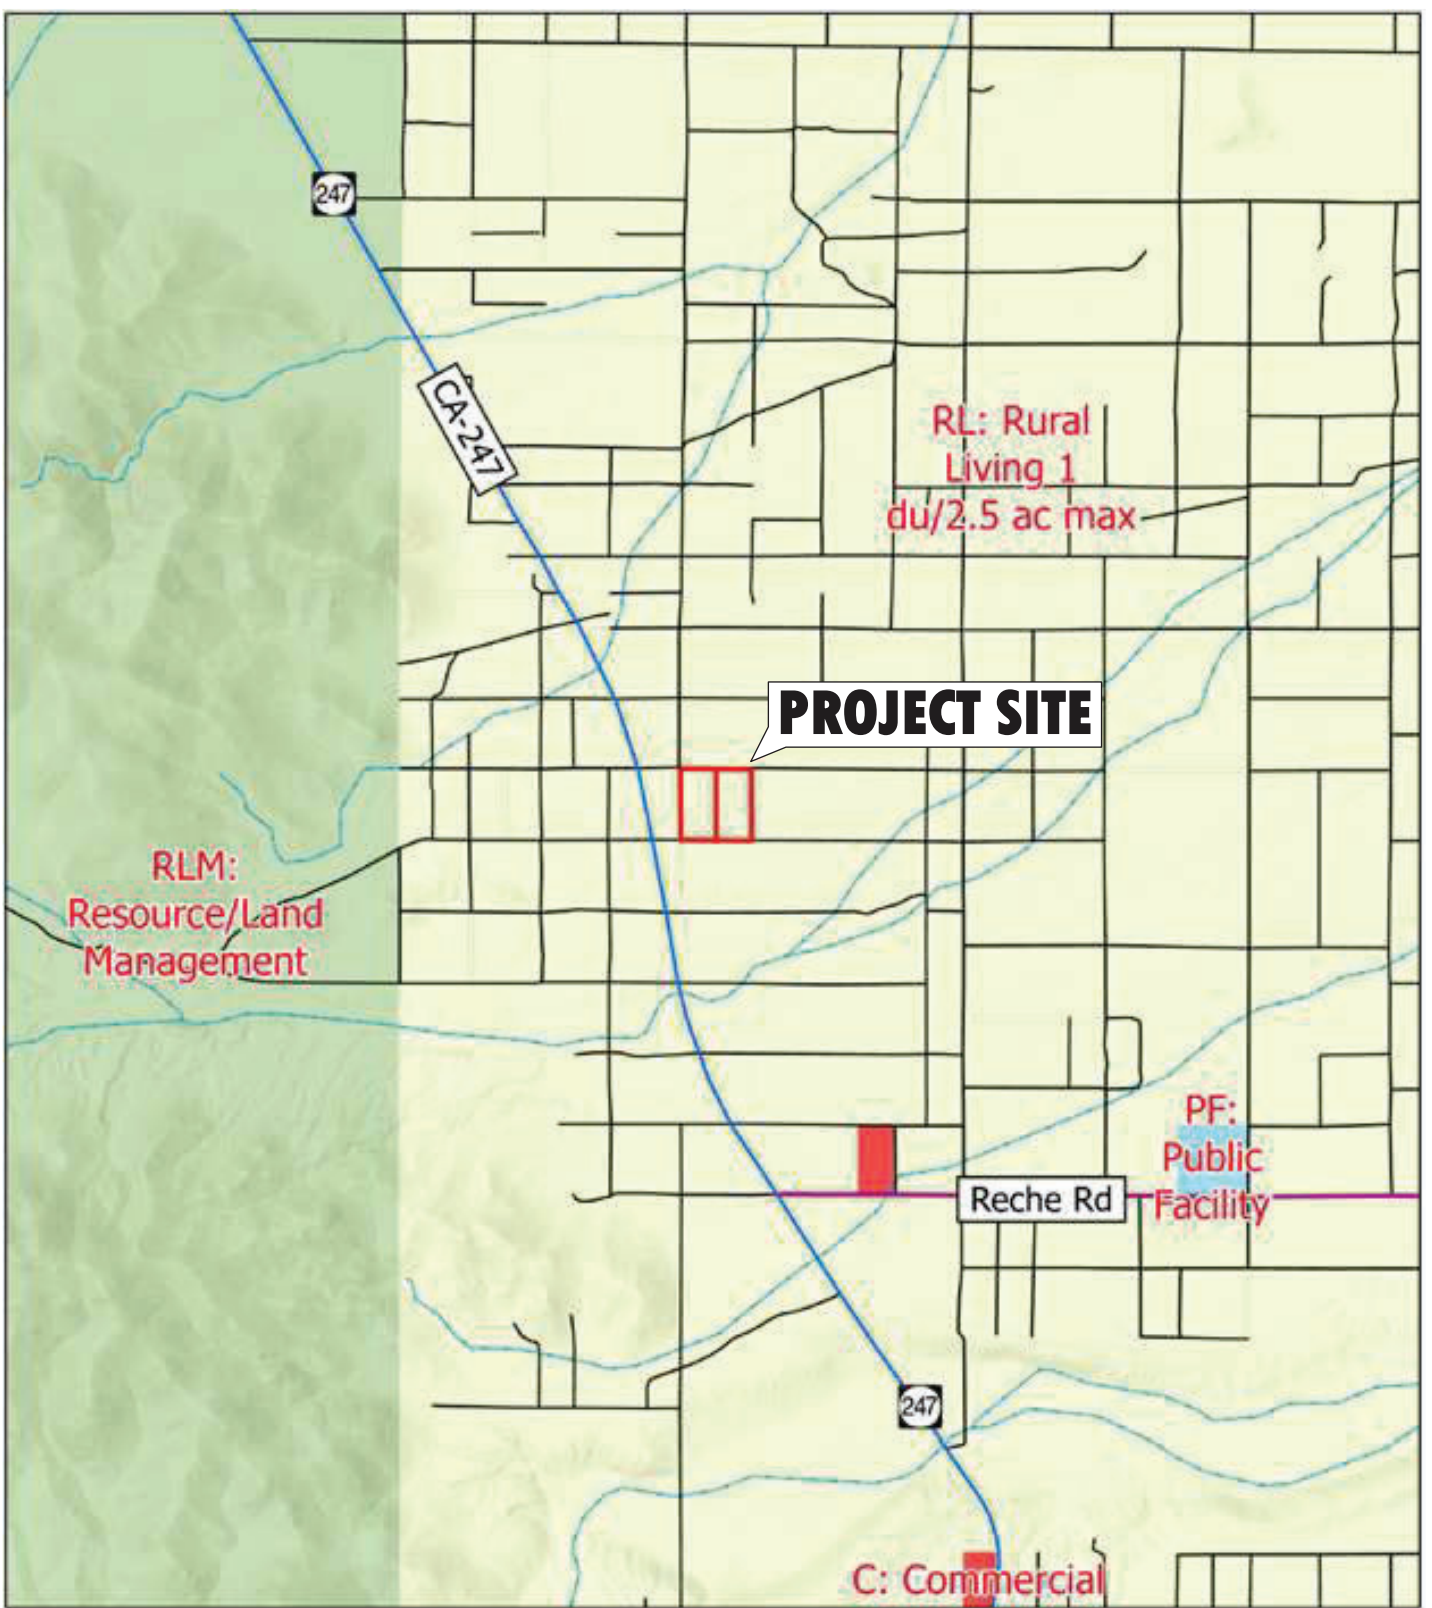 247
CA-247
RL: Rural
Living 1
du/2.5 ac max
PROJECT SITE
RLM:
Resource/Land
Management
PF:
Public
Facility
Reche Rd
247
C: Commercial